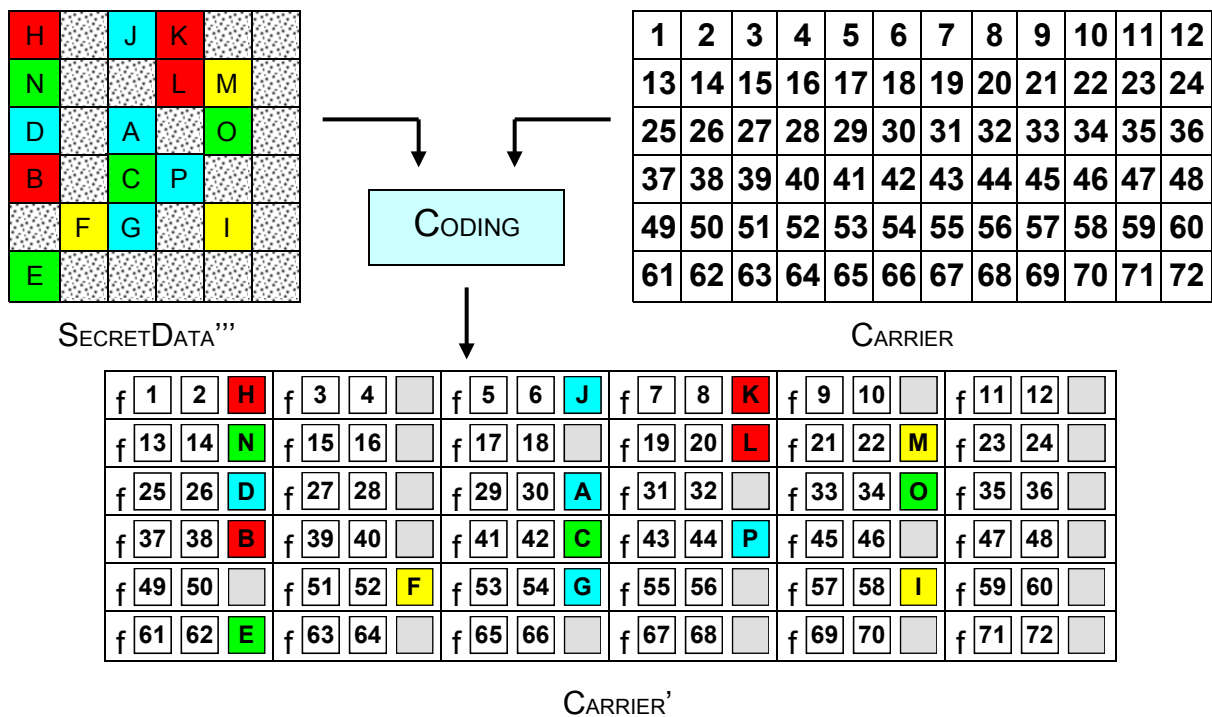 H J K
N L M
D A O
B C P
F G I
E
SECRETDATA'''
CODING
1 2 3 4 5 6 7 8 9 10 11 12
13 14 15 16 17 18 19 20 21 22 23 24
25 26 27 28 29 30 31 32 33 34 35 36
37 38 39 40 41 42 43 44 45 46 47 48
49 50 51 52 53 54 55 56 57 58 59 60
61 62 63 64 65 66 67 68 69 70 71 72
CARRIER
f 1 2 H f 3 4 f 5 6 J f 7 8 K f 9 10 f 11 12
f 13 14 N f 15 16 f 17 18 f 19 20 L f 21 22 M f 23 24
f 25 26 D f 27 28 f 29 30 A f 31 32 f 33 34 O f 35 36
f 37 38 B f 39 40 f 41 42 C f 43 44 P f 45 46 f 47 48
f 49 50 f 51 52 F f 53 54 G f 55 56 f 57 58 I f 59 60
f 61 62 E f 63 64 f 65 66 f 67 68 f 69 70 f 71 72
CARRIER'